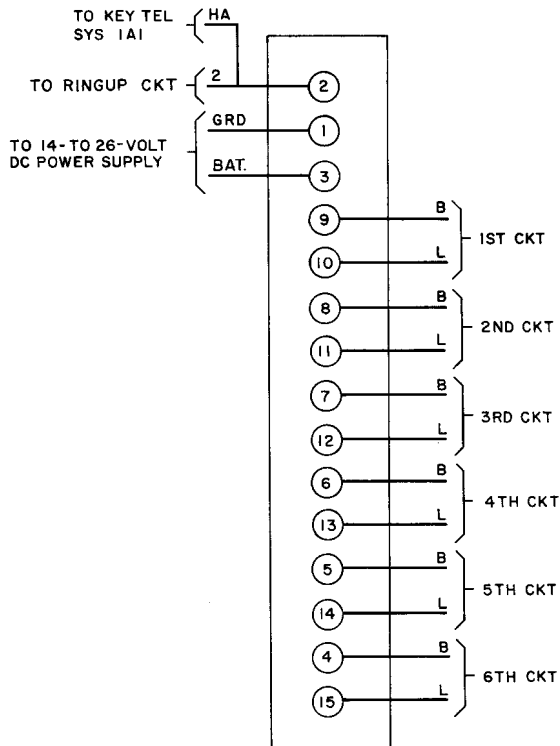 TO KEY TEL
SYS 1A1
HA
TO RINGUP CKT
2
2
GRD
1
TO 14-TO 26-VOLT
DC POWER SUPPLY
BAT.
3
9
B
10
L
1ST CKT
8
B
11
L
2ND CKT
7
B
12
L
3RD CKT
6
B
13
L
4TH CKT
5
B
14
L
5TH CKT
4
B
15
L
6TH CKT